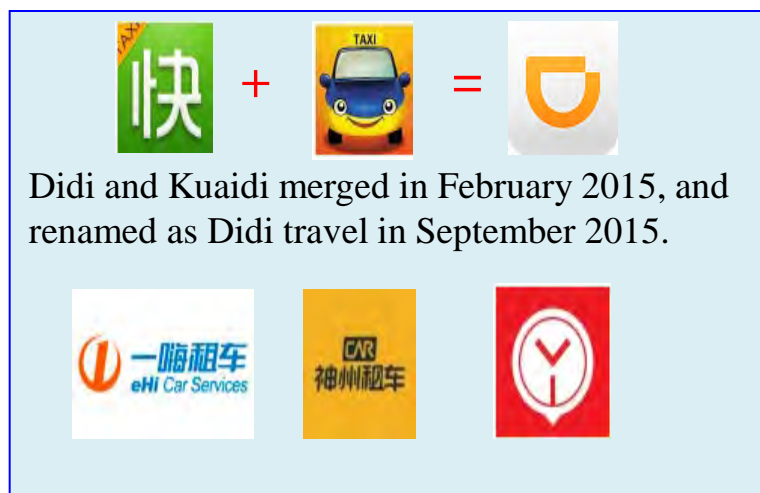 TAXI
快
+
TAXI
=
Didi and Kuaidi merged in February 2015, and
renamed as Didi travel in September 2015.
一嗨租车
eHi Car Services
CAR
神州租车